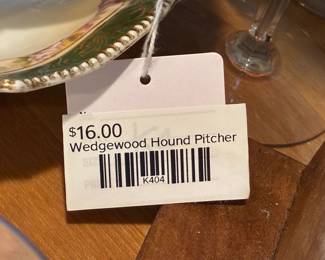 $16.00
Wedgewood Hound Pitcher
K404